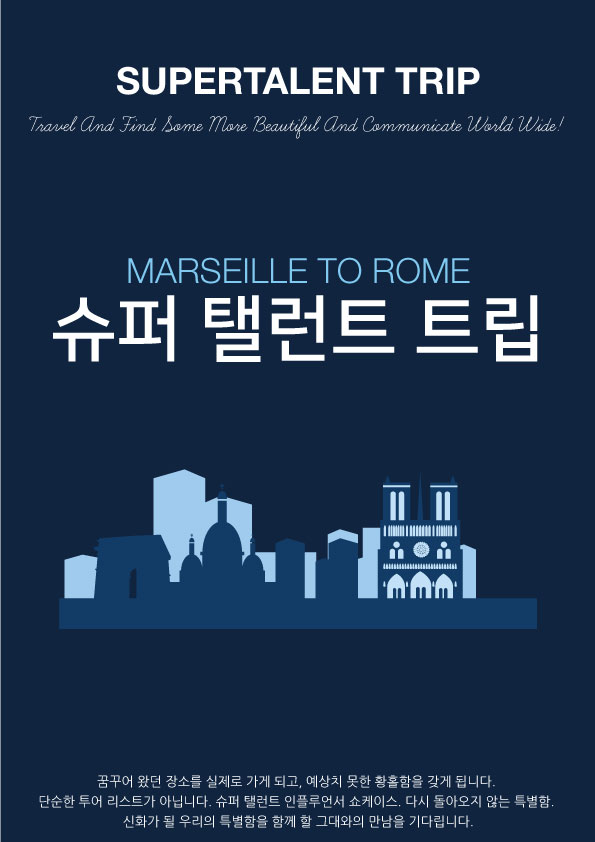 SUPERTALENT TRIP
Travel And Find Some More Beautiful And Communicate World Wide!
MARSEILLE TO ROME
슈퍼 탤런트 트립
꿈꾸어 왔던 장소를 실제로 가게 되고, 예상치 못한 황홀함을 갖게 됩니다.
단순한 투어 리스트가 아닙니다. 슈퍼 탤런트 인플루언서 쇼케이스. 다시 돌아오지 않는 특별함.
신화가 될 우리의 특별함을 함께 할 그대와의 만남을 기다립니다.